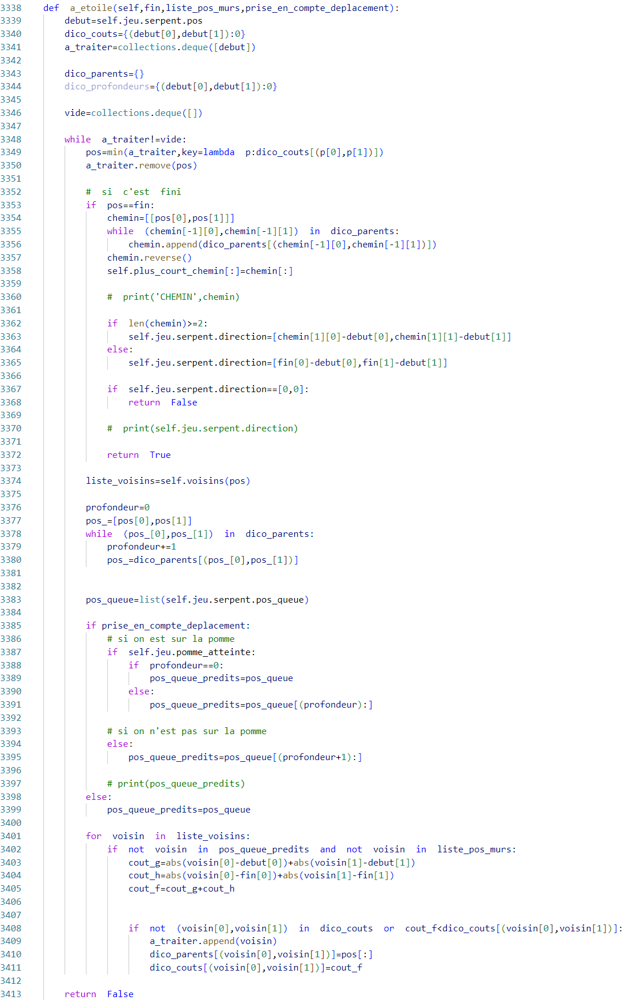 3338 def a_etoile(self,fin,liste_pos_murs,prise_en_compte_deplacement):
3339 debut=self.jeu.serpent.pos
3340 dico_couts={(debut[0],debut[1]):0}
3341 a_traiter=collections.deque([debut])
3342
3343 dico_parents={}
3344 dico_profondeurs={(debut[0],debut[1]):0}
3345
3346 vide=collections.deque([])
3347
3348 while a_traiter!=vide:
3349 pos=min(a_traiter,key=lambda p:dico_couts[(p[0],p[1])])
3350 a_traiter.remove(pos)
3351
3352 # si c'est fini
3353 if pos==fin:
3354 chemin=[[pos[0],pos[1]]]
3355 while (chemin[-1][0],chemin[-1][1]) in dico_parents:
3356 chemin.append(dico_parents[(chemin[-1][0],chemin[-1][1])])
3357 chemin.reverse()
3358 self.plus_court_chemin[:]=chemin[:]
3359
3360 # print('CHEMIN',chemin)
3361
3362 if len(chemin)>=2:
3363 self.jeu.serpent.direction=[chemin[1][0]-debut[0],chemin[1][1]-debut[1]]
3364 else:
3365 self.jeu.serpent.direction=[fin[0]-debut[0],fin[1]-debut[1]]
3366
3367 if self.jeu.serpent.direction==[0,0]:
3368 return False
3369
3370 # print(self.jeu.serpent.direction)
3371
3372 return True
3373
3374 liste_voisins=self.voisins(pos)
3375
3376 profondeur=0
3377 pos_=[pos[0],pos[1]]
3378 while (pos_[0],pos_[1]) in dico_parents:
3379 profondeur+=1
3380 pos_=dico_parents[(pos_[0],pos_[1])]
3381
3382
3383 pos_queue=list(self.jeu.serpent.pos_queue)
3384
3385 if prise_en_compte_deplacement:
3386 # si on est sur la pomme
3387 if self.jeu.pomme_atteinte:
3388 if profondeur==0:
3389 pos_queue_predits=pos_queue
3390 else:
3391 pos_queue_predits=pos_queue[(profondeur):]
3392
3393 # si on n'est pas sur la pomme
3394 else:
3395 pos_queue_predits=pos_queue[(profondeur+1):]
3396
3397 # print(pos_queue_predits)
3398 else:
3399 pos_queue_predits=pos_queue
3400
3401 for voisin in liste_voisins:
3402 if not voisin in pos_queue_predits and not voisin in liste_pos_murs:
3403 cout_g=abs(voisin[0]-debut[0])+abs(voisin[1]-debut[1])
3404 cout_h=abs(voisin[0]-fin[0])+abs(voisin[1]-fin[1])
3405 cout_f=cout_g+cout_h
3406
3407
3408 if not (voisin[0],voisin[1]) in dico_couts or cout_f<dico_couts[(voisin[0],voisin[1])]:
3409 a_traiter.append(voisin)
3410 dico_parents[(voisin[0],voisin[1])]=pos[:]
3411 dico_couts[(voisin[0],voisin[1])]=cout_f
3412
3413 return False